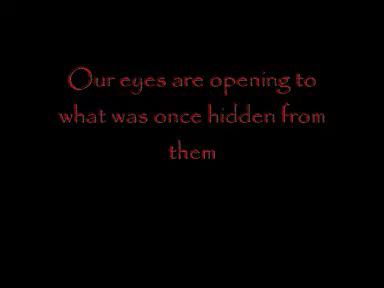 Our eyes are opening to
what was once hidden from
them